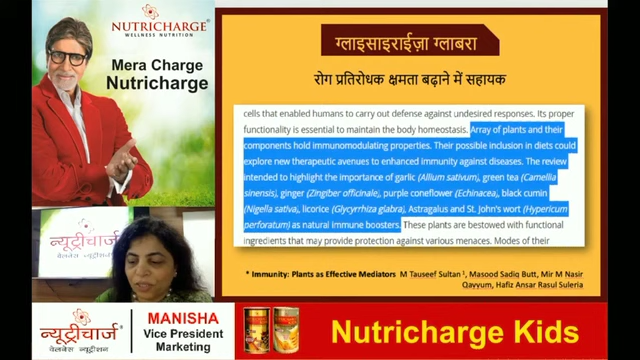 NUTRICHARGE
WELLNESS NUTRITION
Mera Charge
Nutricharge
ग्लाइसाइराईज़ा ग्लाबरा
रोग प्रतिरोधक क्षमता बढ़ाने में सहायक
cells that enabled humans to carry out defense against undesired responses. Its proper
functionality is essential to maintain the body homeostasis. Array of plants and their
components hold immunomodulating properties. Their possible inclusion in diets could
explore new therapeutic avenues to enhanced immunity against diseases. The review
intended to highlight the importance of garlic (Allium sativum), green tea (Camellia
sinensis), ginger (Zingiber officinale), purple coneflower (Echinacea), black cumin
(Nigella sativa), licorice (Glycyrrhiza glabra), Astragalus and St. John's wort (Hypericum
perforatum) as natural immune boosters. These plants are bestowed with functional
ingredients that may provide protection against various menaces. Modes of their
* Immunity: Plants as Effective Mediators M Tauseef Sultan 1, Masood Sadiq Butt, Mir M Nasir
Qayyum, Hafiz Ansar Rasul Suleria
न्यूट्रीचार्ज
वेलनेस न्यूट्रीशन
न्यूट्रीचार्ज
वेलनेस न्यूट्रीशन
MANISHA
Vice President
Marketing
Nutricharge Kids